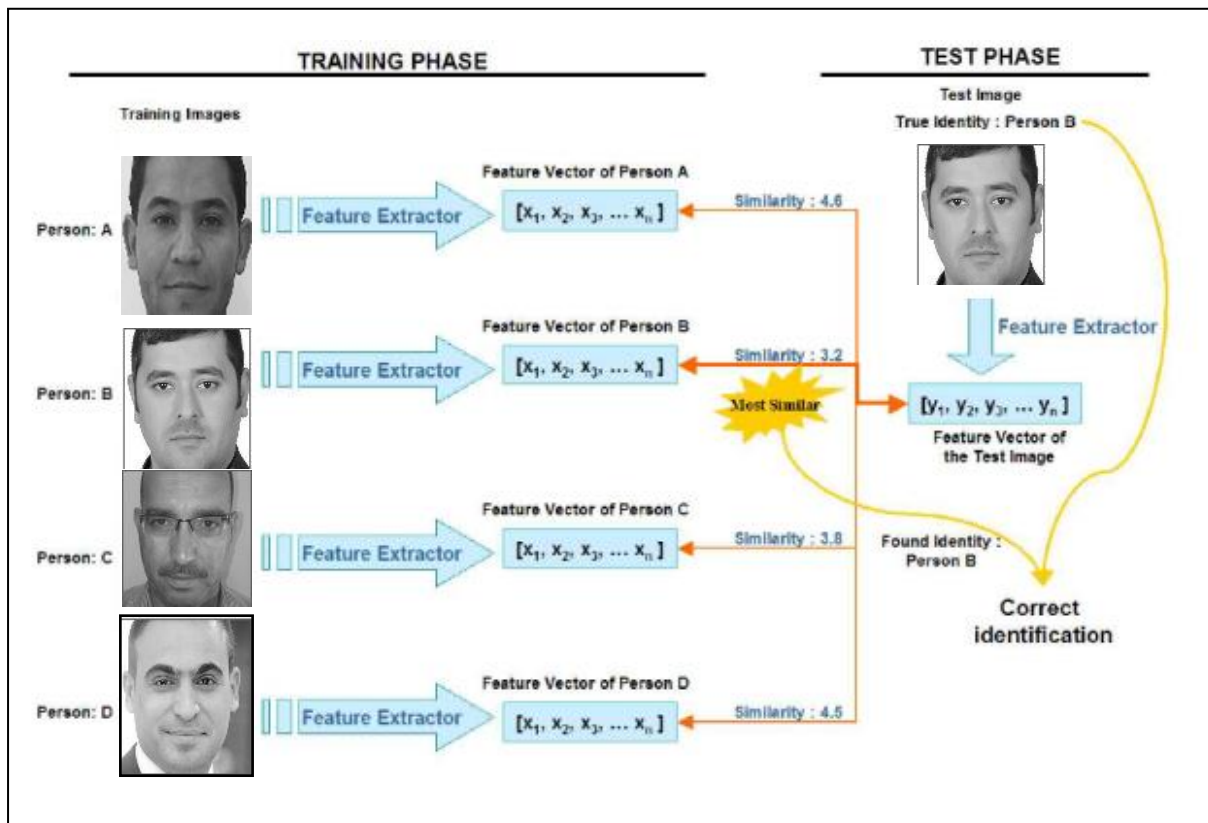 TRAINING PHASE
Training Images
Person: A
Feature Extractor
Feature Vector of Person A
[x₁, x₂, x₃, ... xₙ]
Similarity : 4.6
Person: B
Feature Extractor
Feature Vector of Person B
[x₁, x₂, x₃, ... xₙ]
Similarity : 3.2
Most Similar
Person: C
Feature Extractor
Feature Vector of Person C
[x₁, x₂, x₃, ... xₙ]
Similarity : 3.8
Person: D
Feature Extractor
Feature Vector of Person D
[x₁, x₂, x₃, ... xₙ]
Similarity : 4.5
TEST PHASE
Test Image
True Identity : Person B
Feature Extractor
[y₁, y₂, y₃, ... yₙ]
Feature Vector of
the Test Image
Found Identity :
Person B
Correct
identification